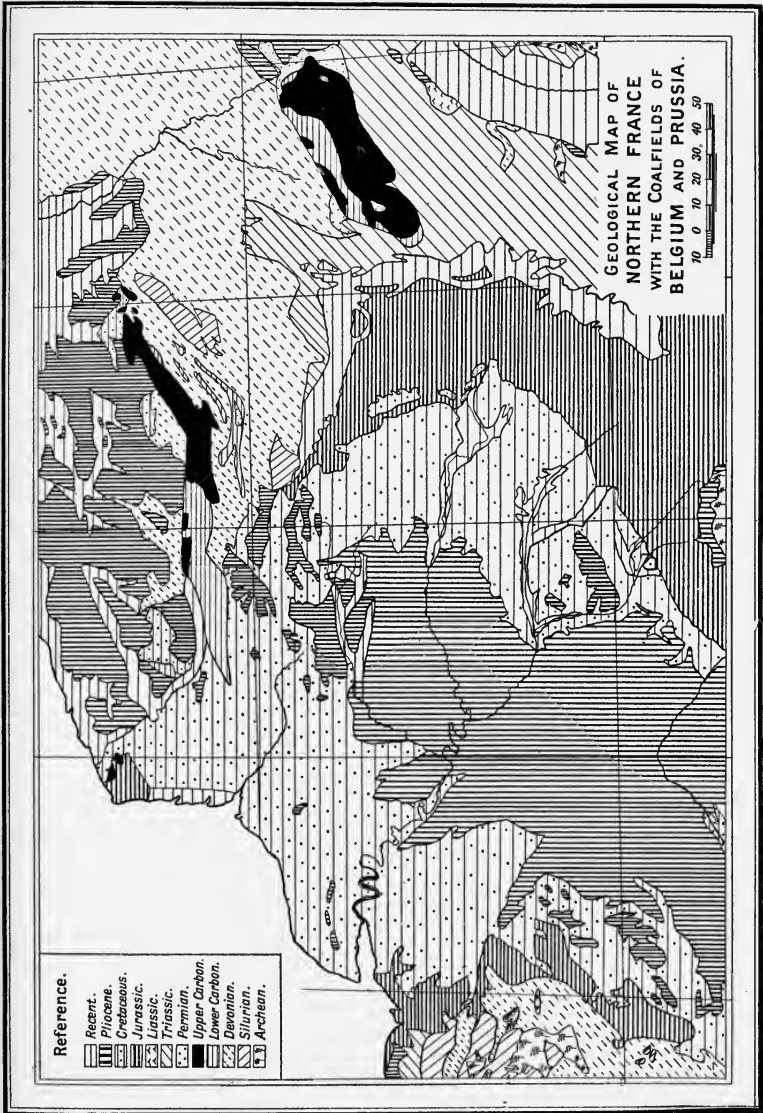 GEOLOGICAL MAP OF
NORTHERN FRANCE
WITH THE COALFIELDS OF
BELGIUM AND PRUSSIA.
10 0 10 20 30 40 50
Reference.
Recent.
Pliocene.
Cretaceous.
Jurassic.
Liassic.
Triassic.
Permian.
Upper Carbon.
Lower Carbon.
Devonian.
Silurian.
Archean.